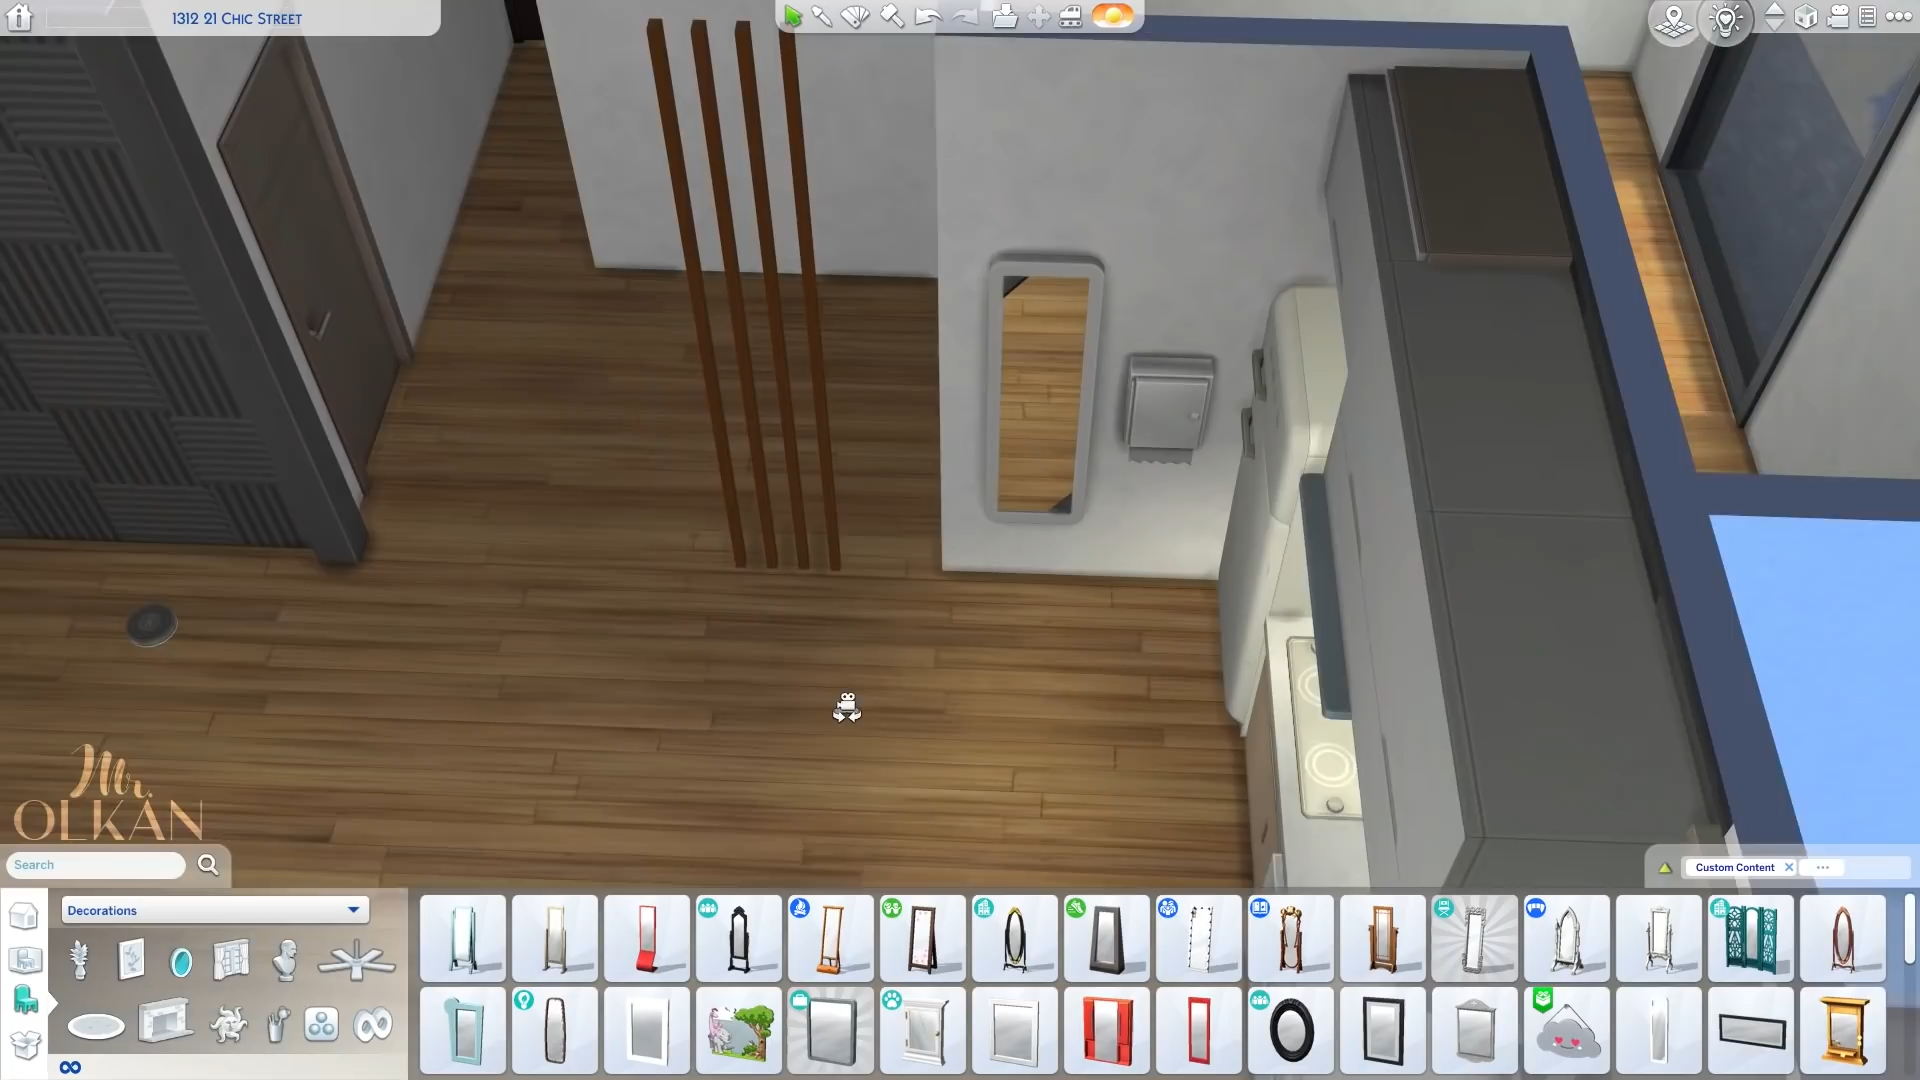 1312 21 Chic Street
Mr.
OLKAN
Search
Custom Content
Decorations